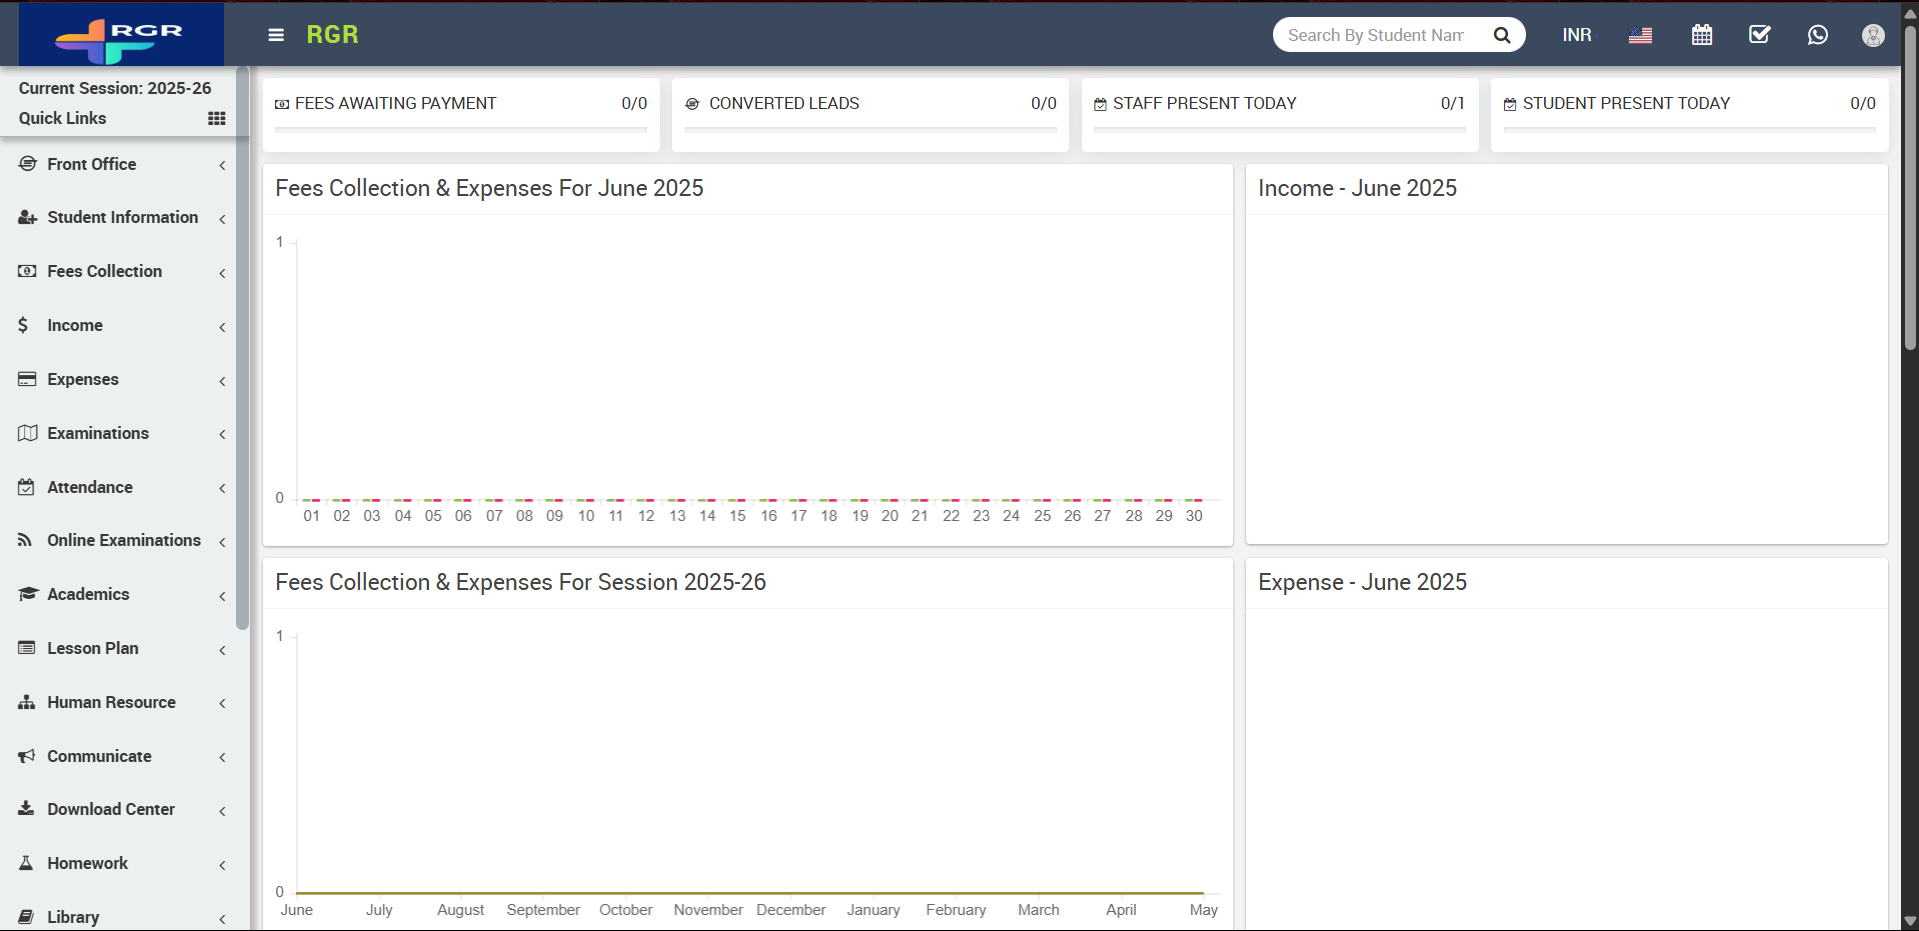 RGR
RGR
Search By Student Nam
INR
Current Session: 2025-26
Quick Links
Front Office
Student Information
Fees Collection
Income
Expenses
Examinations
Attendance
Online Examinations
Academics
Lesson Plan
Human Resource
Communicate
Download Center
Homework
Library
FEES AWAITING PAYMENT 0/0
CONVERTED LEADS 0/0
STAFF PRESENT TODAY 0/1
STUDENT PRESENT TODAY 0/0
Fees Collection & Expenses For June 2025
1
0
01 02 03 04 05 06 07 08 09 10 11 12 13 14 15 16 17 18 19 20 21 22 23 24 25 26 27 28 29 30
Income - June 2025
Fees Collection & Expenses For Session 2025-26
1
0
June July August September October November December January February March April May
Expense - June 2025